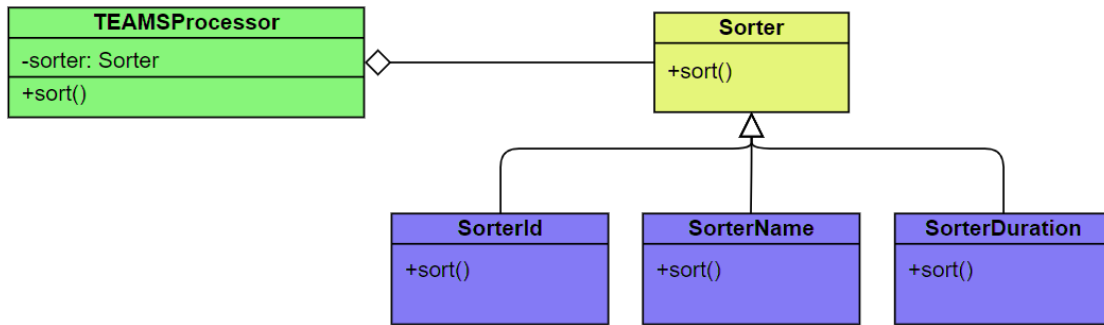 TEAMSProcessor
-sorter: Sorter
+sort()
Sorter
+sort()
SorterId
+sort()
SorterName
+sort()
SorterDuration
+sort()